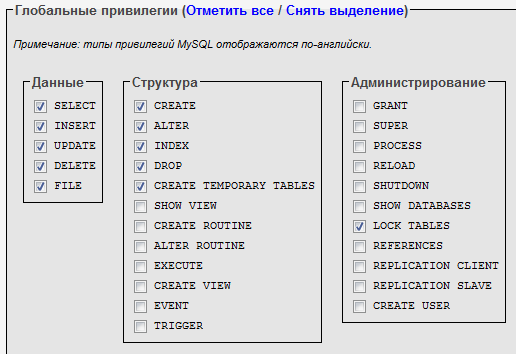 Глобальные привилегии (Отметить все / Снять выделение)
Примечание: типы привилегий MySQL отображаются по-английски.
Данные
SELECT
INSERT
UPDATE
DELETE
FILE
Структура
CREATE
ALTER
INDEX
DROP
CREATE TEMPORARY TABLES
SHOW VIEW
CREATE ROUTINE
ALTER ROUTINE
EXECUTE
CREATE VIEW
EVENT
TRIGGER
Администрирование
GRANT
SUPER
PROCESS
RELOAD
SHUTDOWN
SHOW DATABASES
LOCK TABLES
REFERENCES
REPLICATION CLIENT
REPLICATION SLAVE
CREATE USER